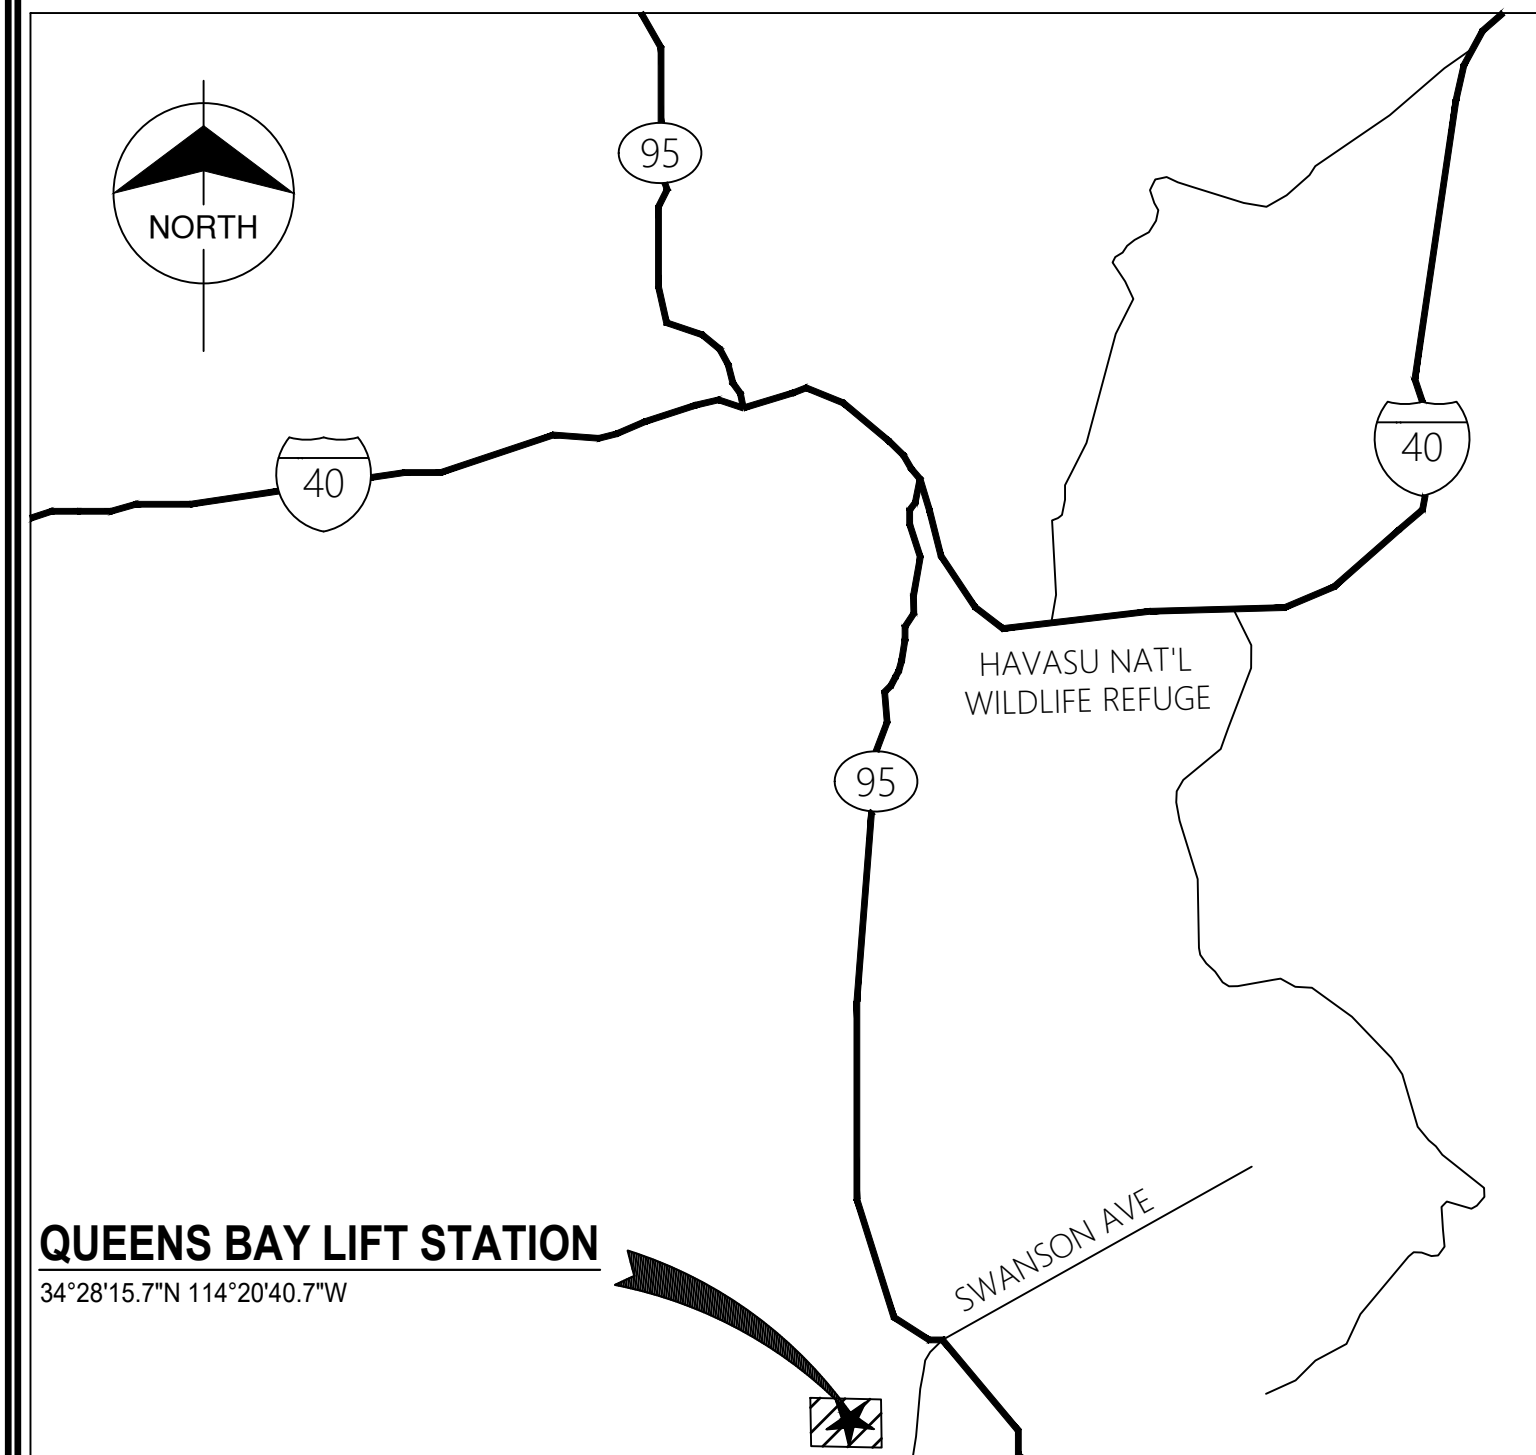 95
NORTH
40
40
HAVASU NAT'L
WILDLIFE REFUGE
95
SWANSON AVE
QUEENS BAY LIFT STATION
34°28'15.7"N 114°20'40.7"W